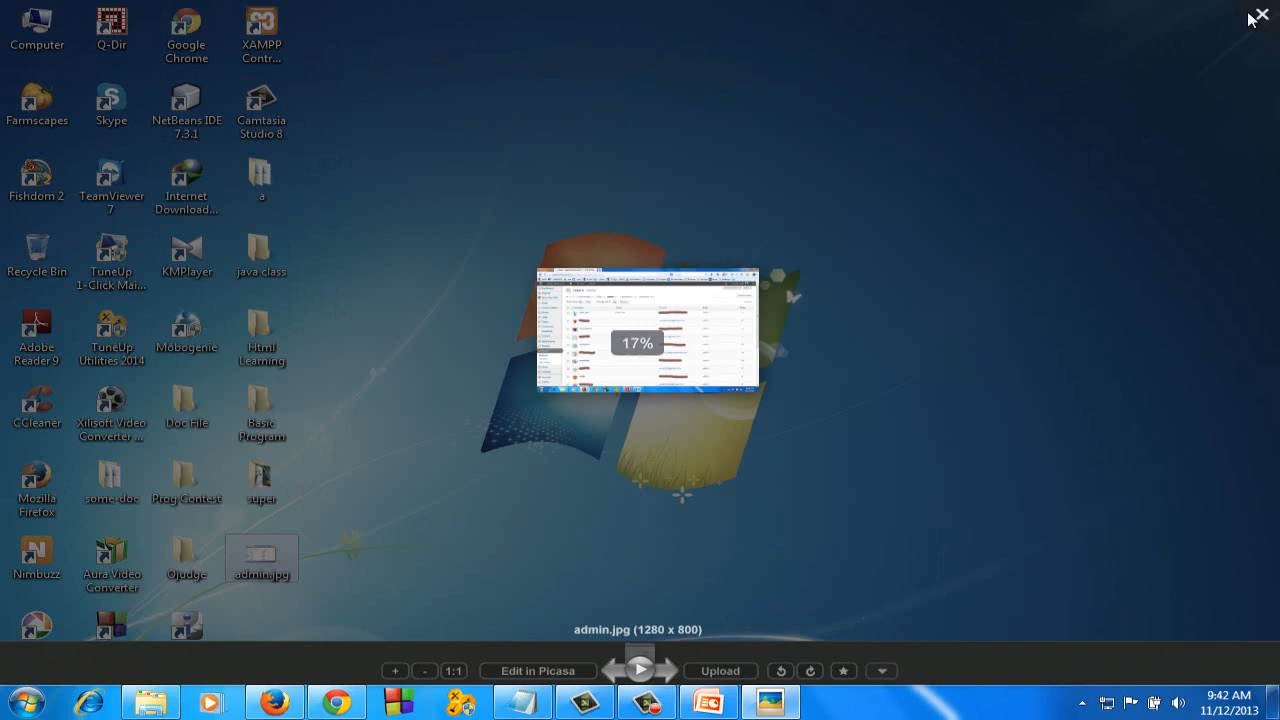 Computer
Q-Dir
Google
Chrome
XAMPP
Contr...
Farmscapes
Skype
NetBeans IDE
7.3.1
Camtasia
Studio 8
Fishdom 2
TeamViewer
7
Internet
Download...
a
Recycle Bin
TuneUp
1-Click Mai...
KMPlayer
java class
Adobe
Reader 9
TuneUp
Utilities 2014
Mobogenie
CCleaner
Xilisoft Video
Converter ...
Doc File
Basic
Program
Mozilla
Firefox
some-doc
Prog Contest
super
Nimbuzz
Aura Video
Converter
OJudge
admin.jpg
17%
admin.jpg (1280 x 800)
+
-
1:1
Edit in Picasa
Upload
9:42 AM
11/12/2013